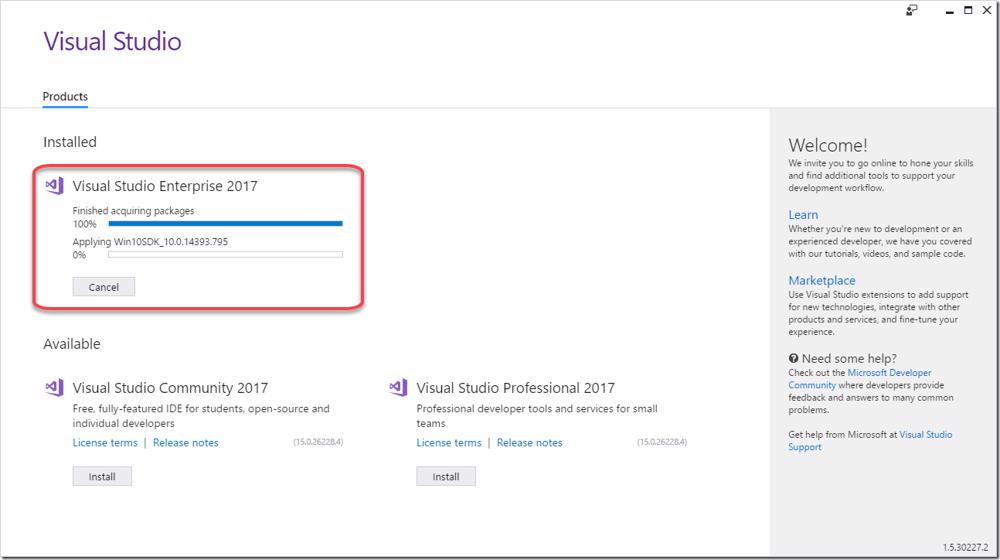 Visual Studio
Products
Installed
Visual Studio Enterprise 2017
Finished acquiring packages
100%
Applying Win10SDK_10.0.14393.795
0%
Cancel
Available
Visual Studio Community 2017
Free, fully-featured IDE for students, open-source and
individual developers
License terms | Release notes (15.0.26228.4)
Install
Visual Studio Professional 2017
Professional developer tools and services for small
teams
License terms | Release notes (15.0.26228.4)
Install
Welcome!
We invite you to go online to hone your skills
and find additional tools to support your
development workflow.
Learn
Whether you're new to development or an
experienced developer, we have you covered
with our tutorials, videos, and sample code.
Marketplace
Use Visual Studio extensions to add support
for new technologies, integrate with other
products and services, and fine-tune your
experience.
Need some help?
Check out the Microsoft Developer
Community where developers provide
feedback and answers to many common
problems.
Get help from Microsoft at Visual Studio
Support
1.5.30227.2